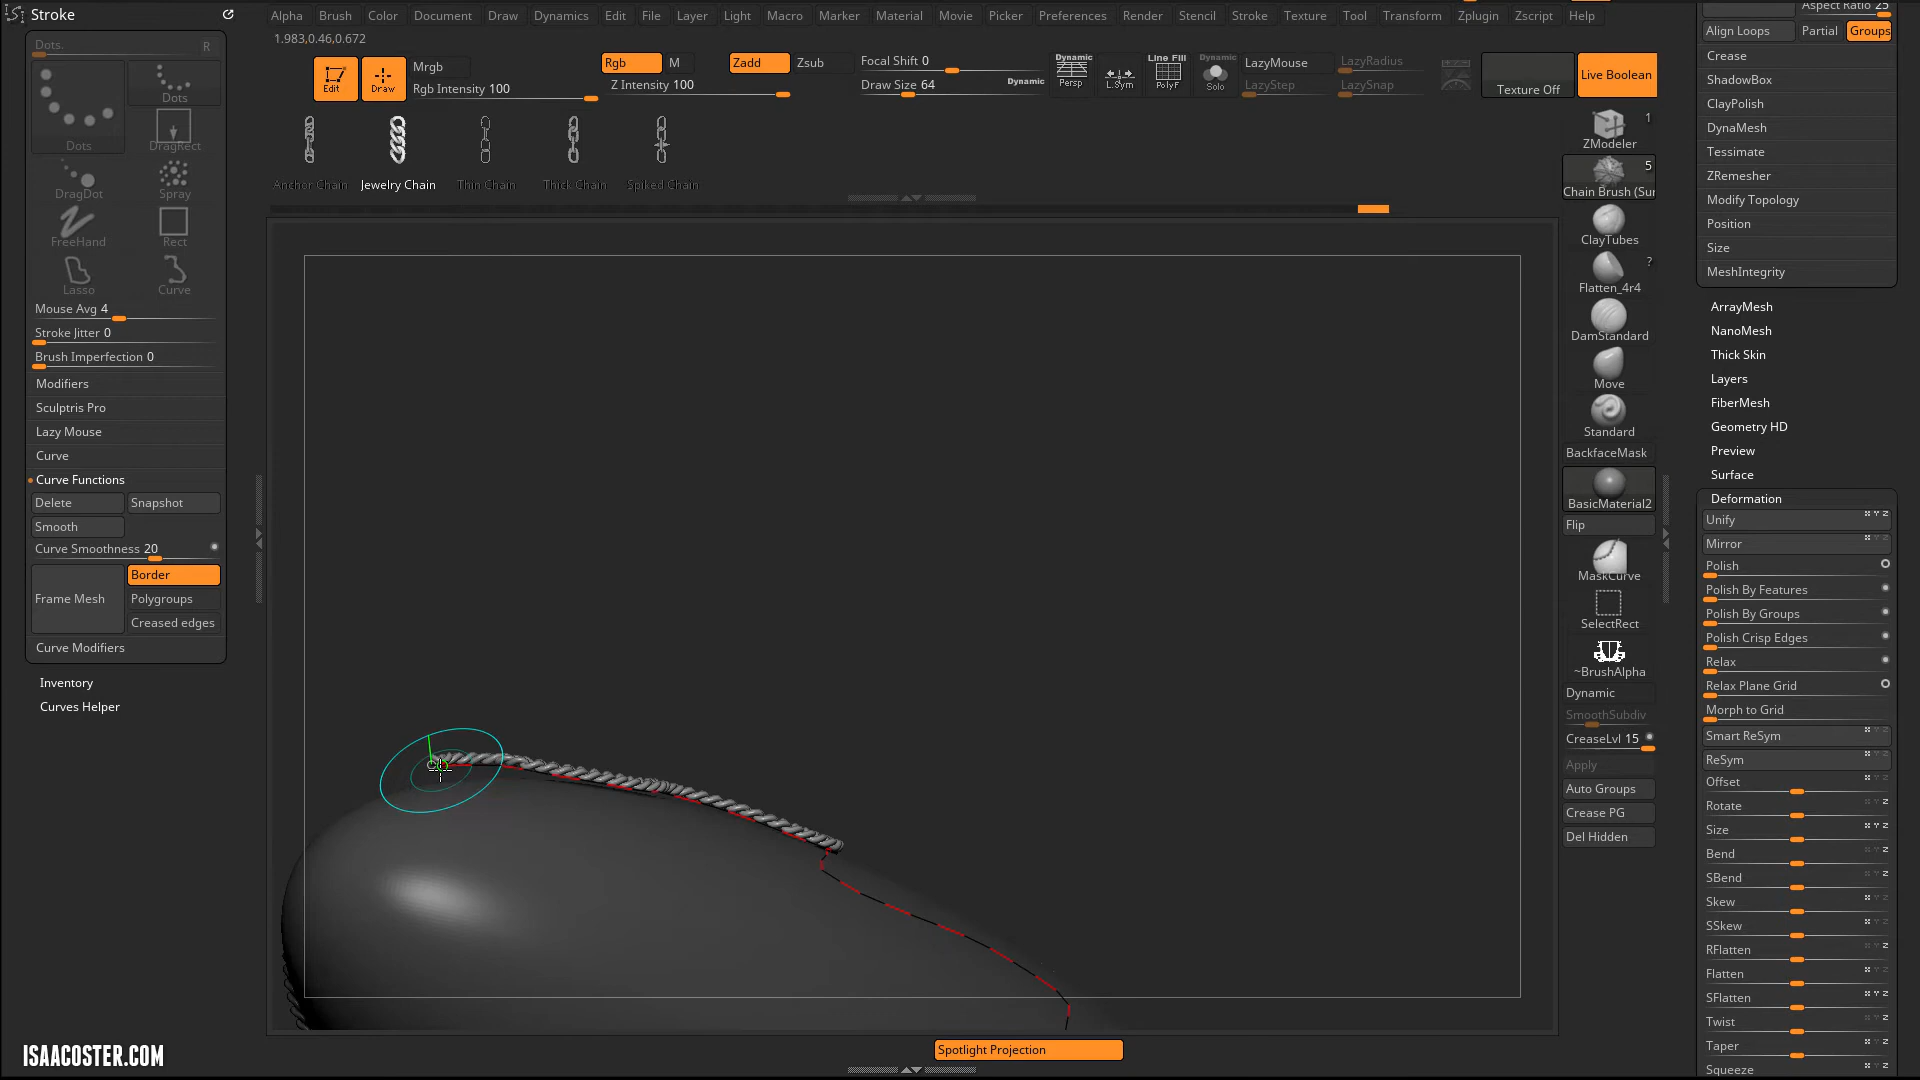 Stroke
Alpha Brush Color Document Draw Dynamics Edit File Layer Light Macro Marker Material Movie Picker Preferences Render Stencil Stroke Texture Tool Transform Zplugin Zscript Help
1.983,0.46,0.672
Dots.
R
Dots
Dots
DragRect
DragDot
Spray
FreeHand
Rect
Lasso
Curve
Mouse Avg 4
Stroke Jitter 0
Brush Imperfection 0
Modifiers
Sculptris Pro
Lazy Mouse
Curve
Curve Functions
Delete
Snapshot
Smooth
Curve Smoothness 20
Border
Frame Mesh
Polygroups
Creased edges
Curve Modifiers
Inventory
Curves Helper
Edit
Draw
Mrgb
Rgb Intensity 100
Rgb
M
Z Intensity 100
Zadd
Zsub
Focal Shift 0
Draw Size 64
Dynamic
Dynamic
Persp
L.Sym
Line Fill
PolyF
Dynamic
Solo
LazyMouse
LazyStep
LazyRadius
LazySnap
Texture Off
Live Boolean
Anchor Chain
Jewelry Chain
Thin Chain
Thick Chain
Spiked Chain
1
ZModeler
5
Chain Brush (Sur
ClayTubes
?
Flatten_4r4
DamStandard
Move
Standard
BackfaceMask
BasicMaterial2
Flip
MaskCurve
SelectRect
~BrushAlpha
Dynamic
SmoothSubdiv
CreaseLvl 15
Apply
Auto Groups
Crease PG
Del Hidden
Aspect Ratio 25
Align Loops
Partial
Groups
Crease
ShadowBox
ClayPolish
DynaMesh
Tessimate
ZRemesher
Modify Topology
Position
Size
MeshIntegrity
ArrayMesh
NanoMesh
Thick Skin
Layers
FiberMesh
Geometry HD
Preview
Surface
Deformation
Unify
Mirror
Polish
Polish By Features
Polish By Groups
Polish Crisp Edges
Relax
Relax Plane Grid
Morph to Grid
Smart ReSym
ReSym
Offset
Rotate
Size
Bend
SBend
Skew
SSkew
RFlatten
Flatten
SFlatten
Twist
Taper
Squeeze
Spotlight Projection
ISAACOSTER.COM